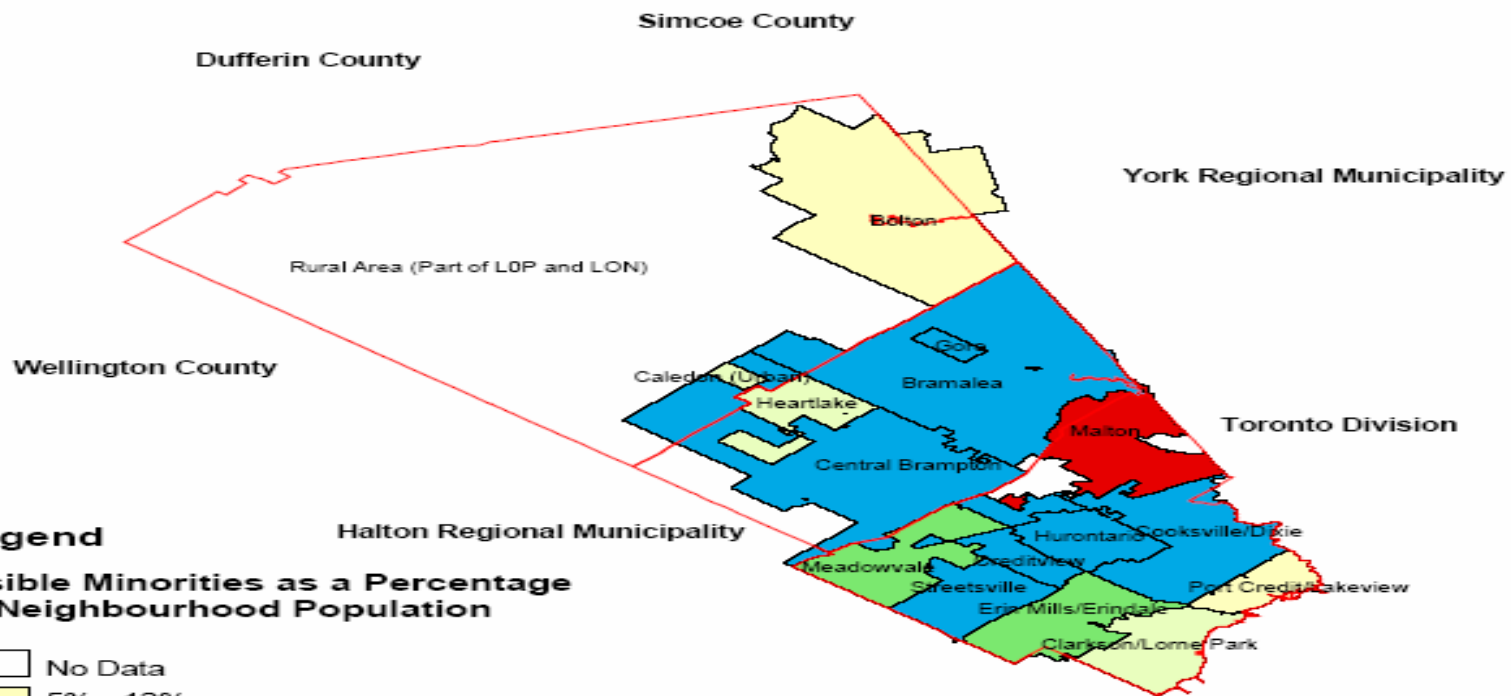 Simcoe County
Dufferin County
York Regional Municipality
Bolton
Rural Area (Part of L0P and LON)
Gore
Wellington County
Caledon (Urban)
Bramalea
Heartlake
Malton
Toronto Division
Central Brampton
gend
Halton Regional Municipality
Hurontario
Cooksville/Dixie
Creditview
Meadowvale
sible Minorities as a Percentage
Streetsville
Port Credit/Lakeview
Neighbourhood Population
Erin Mills/Erindale
Clarkson/Lorne Park
No Data